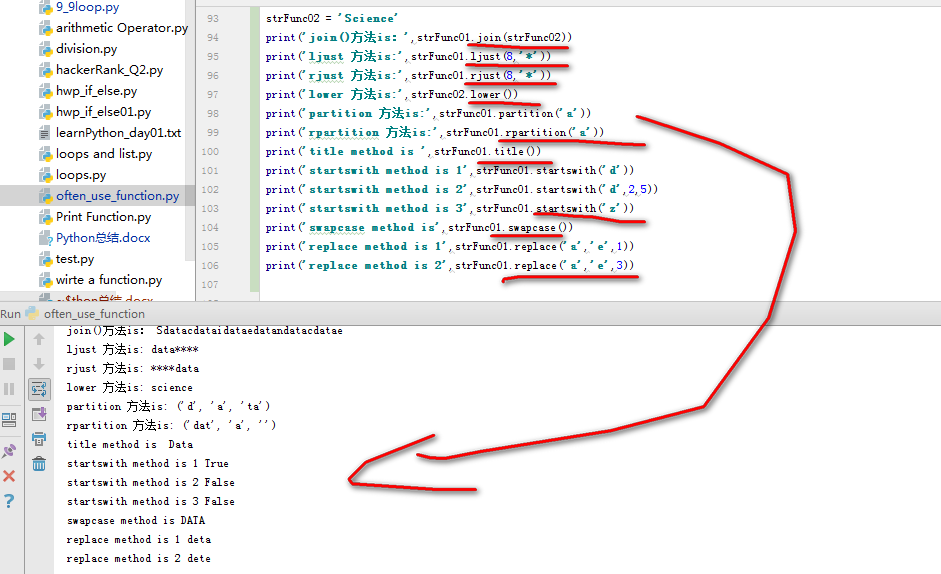 9_9loop.py
arithmetic Operator.py
division.py
hackerRank_Q2.py
hwp_if_else.py
hwp_if_else01.py
learnPython_day01.txt
loops and list.py
loops.py
often_use_function.py
Print Function.py
Python总结.docx
test.py
wirte a function.py
~$thon总结.docx
93 strFunc02 = 'Science'
94 print('join()方法is: ',strFunc01.join(strFunc02))
95 print('ljust 方法is:',strFunc01.ljust(8,'*'))
96 print('rjust 方法is:',strFunc01.rjust(8,'*'))
97 print('lower 方法is:',strFunc02.lower())
98 print('partition 方法is:',strFunc01.partition('a'))
99 print('rpartition 方法is:',strFunc01.rpartition('a'))
100 print('title method is ',strFunc01.title())
101 print('startswith method is 1',strFunc01.startswith('d'))
102 print('startswith method is 2',strFunc01.startswith('d',2,5))
103 print('startswith method is 3',strFunc01.startswith('z'))
104 print('swapcase method is',strFunc01.swapcase())
105 print('replace method is 1',strFunc01.replace('a','e',1))
106 print('replace method is 2',strFunc01.replace('a','e',3))
107
Run often_use_function
join()方法is:  Sdatacdataidataedatandatacdatae
ljust 方法is: data****
rjust 方法is: ****data
lower 方法is: science
partition 方法is: ('d', 'a', 'ta')
rpartition 方法is: ('dat', 'a', '')
title method is  Data
startswith method is 1 True
startswith method is 2 False
startswith method is 3 False
swapcase method is DATA
replace method is 1 deta
replace method is 2 dete